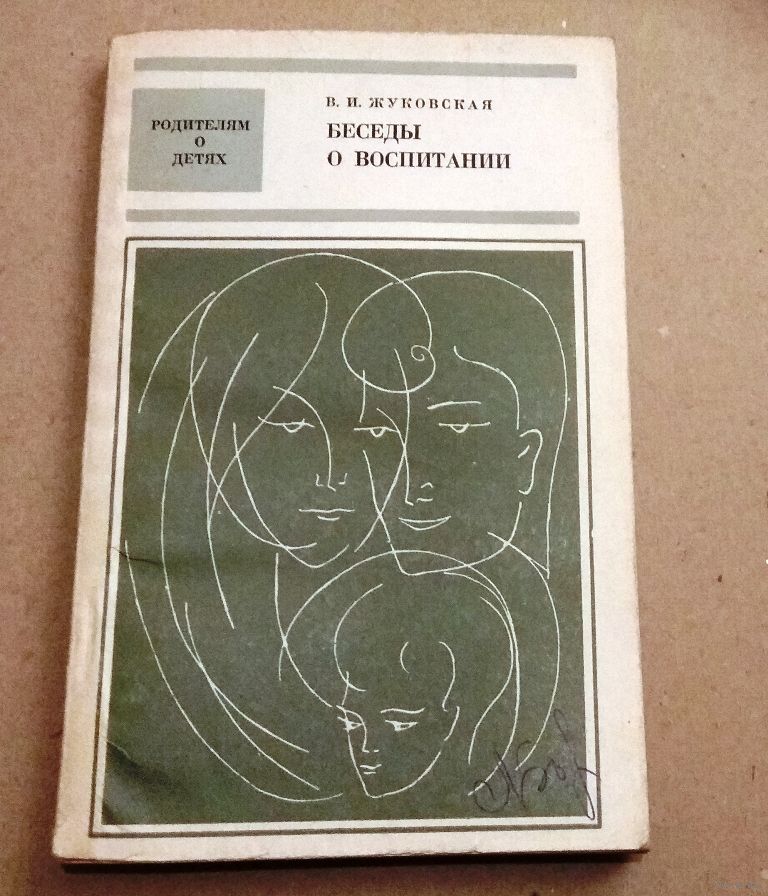 РОДИТЕЛЯМ
О
ДЕТЯХ
В. И. ЖУКОВСКАЯ
БЕСЕДЫ
О ВОСПИТАНИИ